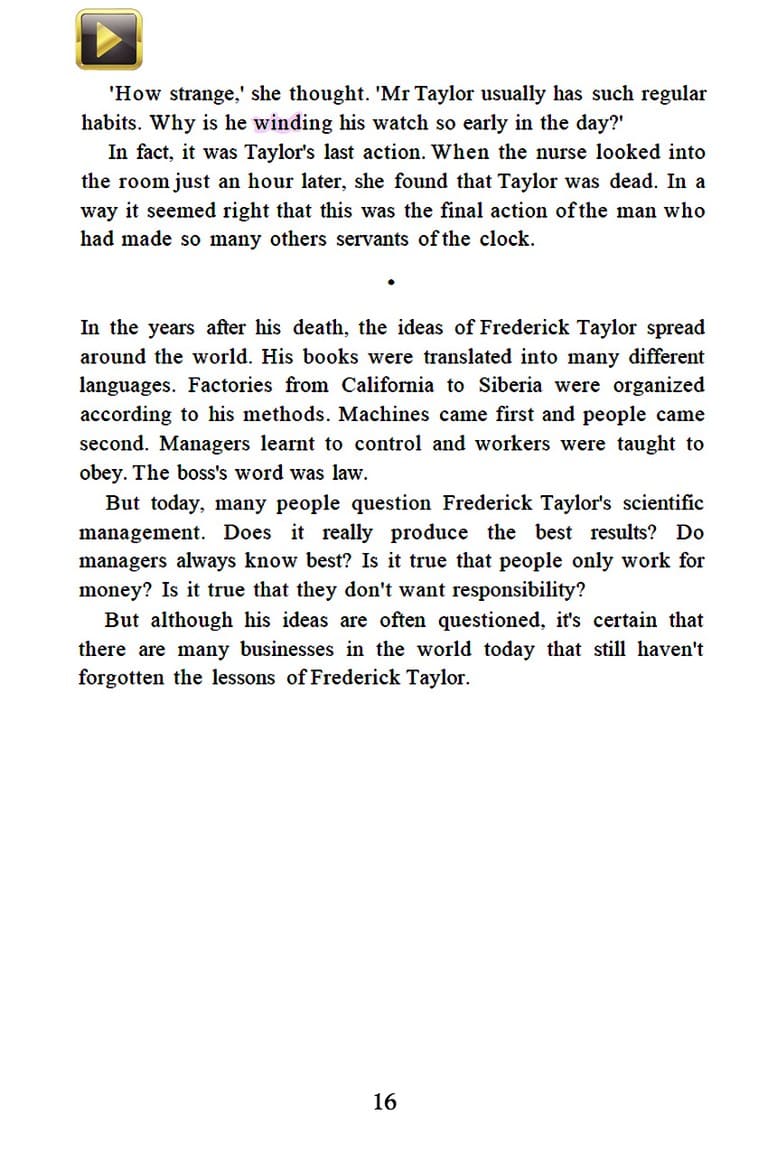 'How strange,' she thought. 'Mr Taylor usually has such regular
habits. Why is he winding his watch so early in the day?'
In fact, it was Taylor's last action. When the nurse looked into
the room just an hour later, she found that Taylor was dead. In a
way it seemed right that this was the final action of the man who
had made so many others servants of the clock.
•
In the years after his death, the ideas of Frederick Taylor spread
around the world. His books were translated into many different
languages. Factories from California to Siberia were organized
according to his methods. Machines came first and people came
second. Managers learnt to control and workers were taught to
obey. The boss's word was law.
But today, many people question Frederick Taylor's scientific
management. Does it really produce the best results? Do
managers always know best? Is it true that people only work for
money? Is it true that they don't want responsibility?
But although his ideas are often questioned, it's certain that
there are many businesses in the world today that still haven't
forgotten the lessons of Frederick Taylor.
16